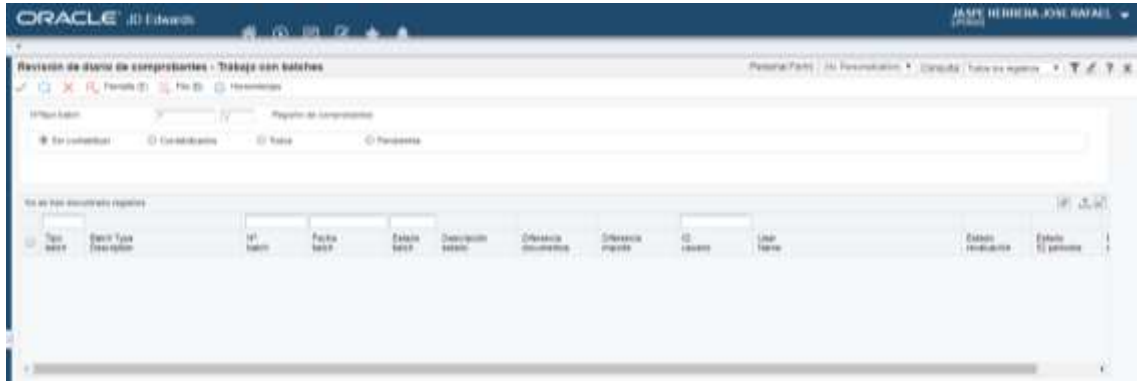 ORACLE JD Edwards
JASPE HERRERA JOSE RAFAEL
Revisión de diario de comprobantes - Trabajo con batches
Personal Form: (No Personalization) Consulta: Todos los registros
Pantalla (F) Fila (R) Herramientas
Nº/tipo batch V Registro de comprobantes
Sin contabilizar Contabilizados Todos Pendientes
No se han encontrado registros
Tipo batch
Batch Type Description
Nº batch
Fecha batch
Estado batch
Descripción estado
Diferencia documentos
Diferencia importe
ID usuario
User Name
Estado
Estado